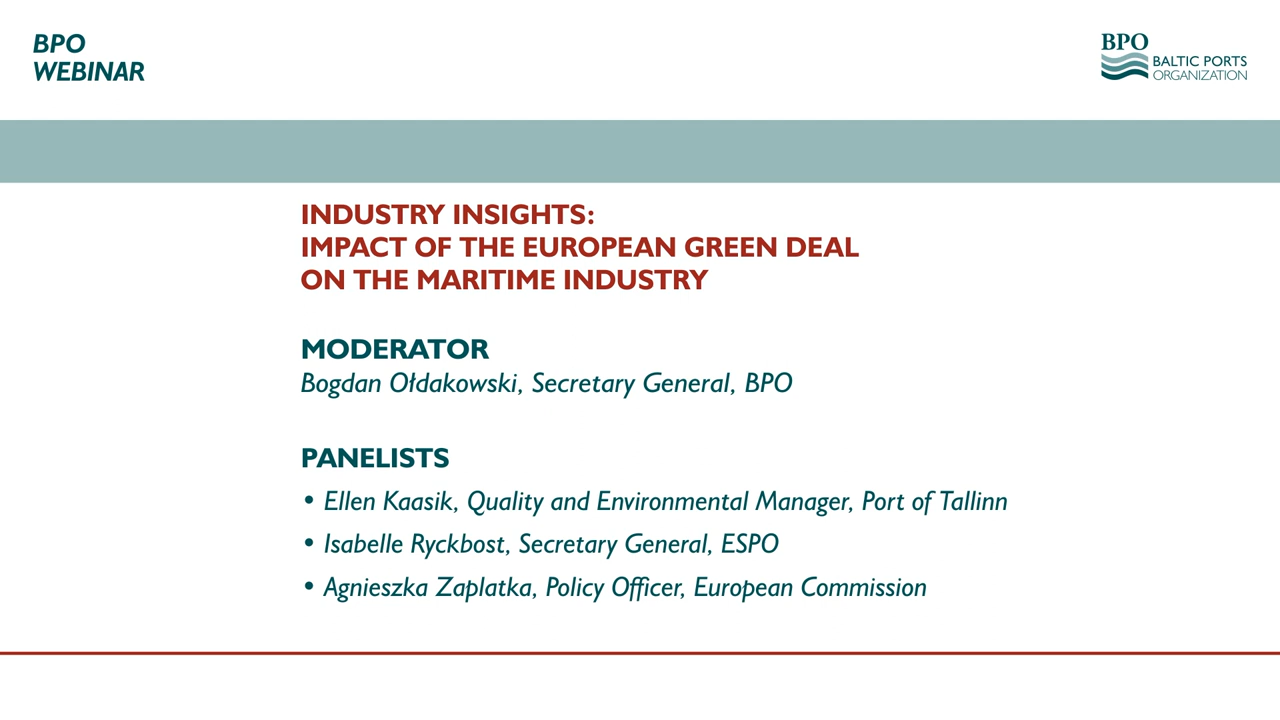 BPO
WEBINAR
BPO
BALTIC PORTS
ORGANIZATION
INDUSTRY INSIGHTS:
IMPACT OF THE EUROPEAN GREEN DEAL
ON THE MARITIME INDUSTRY
MODERATOR
Bogdan Ołdakowski, Secretary General, BPO
PANELISTS
• Ellen Kaasik, Quality and Environmental Manager, Port of Tallinn
• Isabelle Ryckbost, Secretary General, ESPO
• Agnieszka Zaplatka, Policy Officer, European Commission